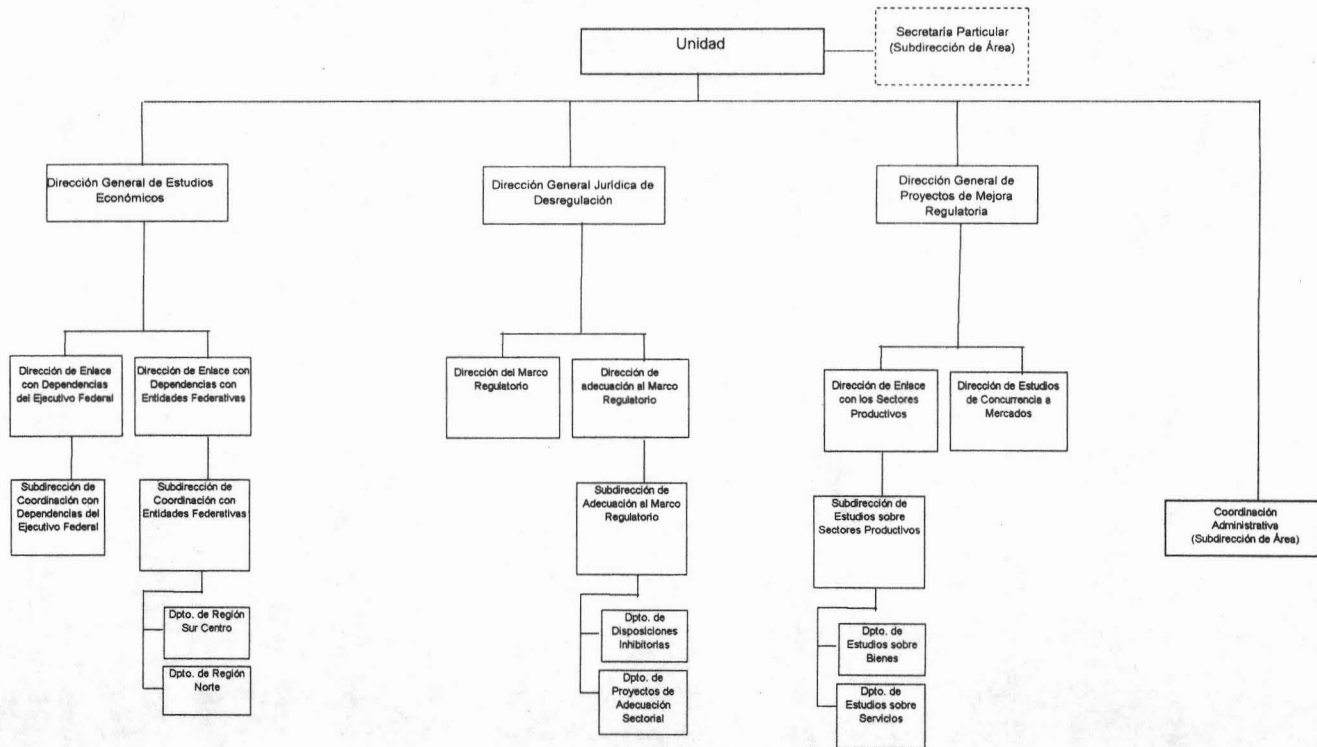 Unidad
Secretaría Particular
(Subdirección de Área)
Dirección General de Estudios
Económicos
Dirección General Jurídica de
Desregulación
Dirección General de
Proyectos de Mejora
Regulatoria
Dirección de Enlace
con Dependencias
del Ejecutivo Federal
Dirección de Enlace con
Dependencias con
Entidades Federativas
Dirección del Marco
Regulatorio
Dirección de
adecuación al Marco
Regulatorio
Dirección de Enlace
con los Sectores
Productivos
Dirección de Estudios
de Concurrencia a
Mercados
Subdirección de
Coordinación con
Dependencias del
Ejecutivo Federal
Subdirección de
Coordinación con
Entidades Federativas
Subdirección de
Adecuación al Marco
Regulatorio
Subdirección de
Estudios sobre
Sectores Productivos
Coordinación
Administrativa
(Subdirección de Área)
Dpto. de Región
Sur Centro
Dpto. de Región
Norte
Dpto. de
Disposiciones
Inhibitorias
Dpto. de
Proyectos de
Adecuación
Sectorial
Dpto. de
Estudios sobre
Bienes
Dpto. de
Estudios sobre
Servicios